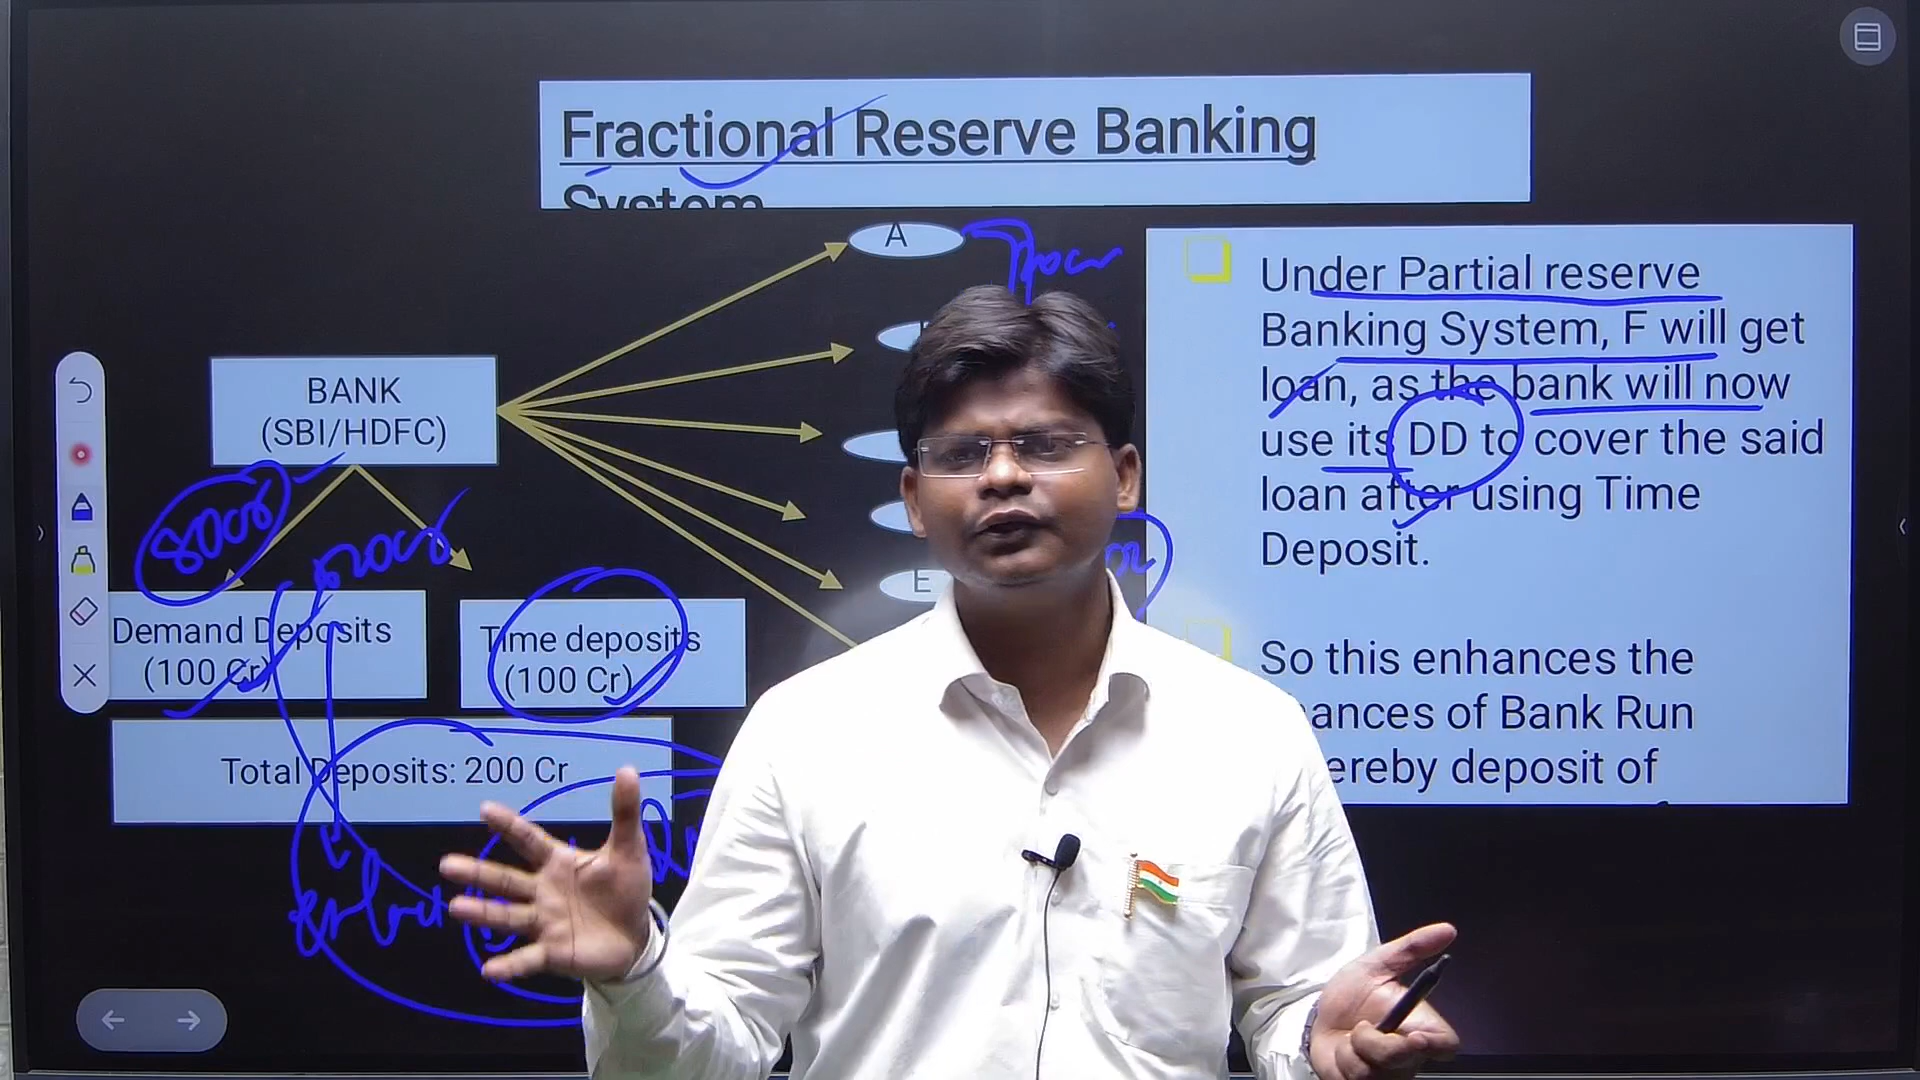 Fractional Reserve Banking
System
A
Under Partial reserve
Banking System, F will get
loan, as the bank will now
use its DD to cover the said
loan after using Time
Deposit.
So this enhances the
ances of Bank Run
ereby deposit of
BANK
(SBI/HDFC)
80cr
Demand Deposits
(100 Cr)
Time deposits
(100 Cr)
E
Total Deposits: 200 Cr